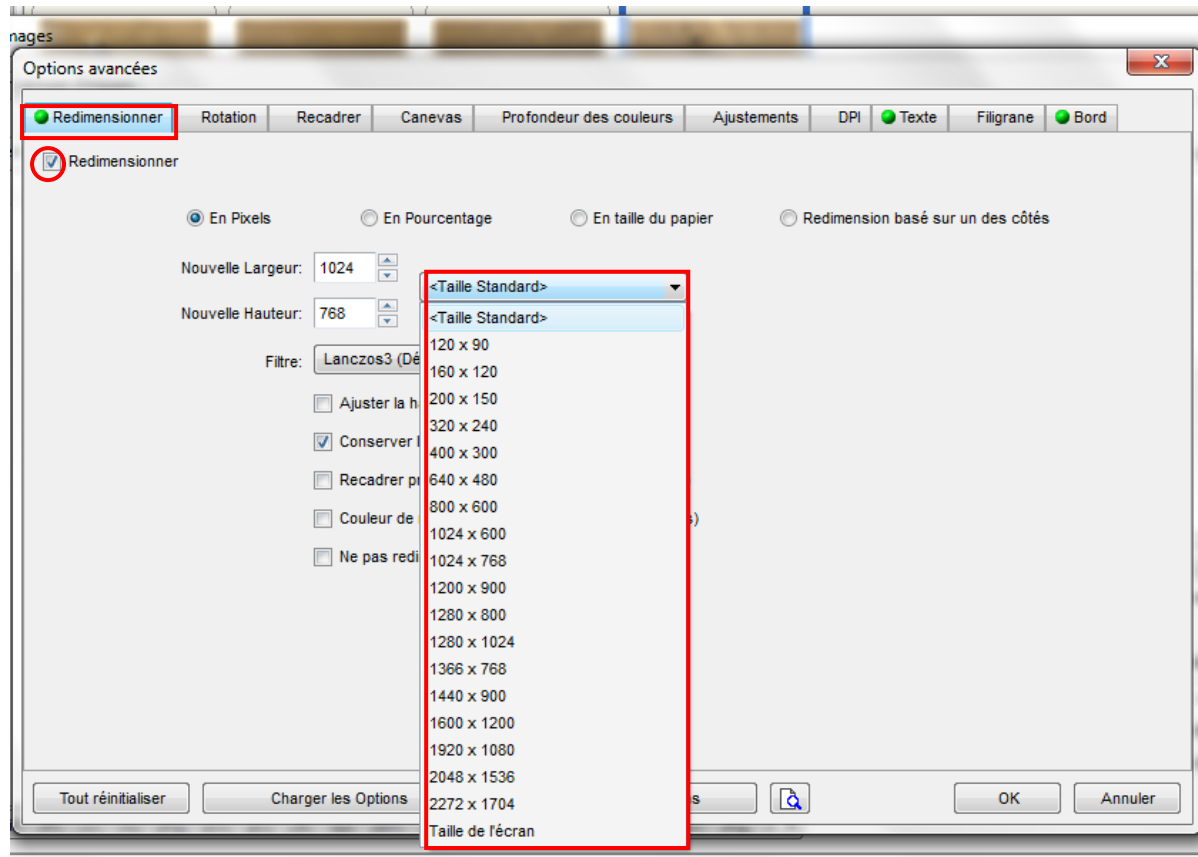 Options avancées
Redimensionner Rotation Recadrer Canevas Profondeur des couleurs Ajustements DPI Texte Filigrane Bord
Redimensionner
En Pixels En Pourcentage En taille du papier Redimension basé sur un des côtés
Nouvelle Largeur: 1024
<Taille Standard>
Nouvelle Hauteur: 768
<Taille Standard>
120 x 90
Filtre: Lanczos3
160 x 120
Ajuster la
200 x 150
320 x 240
Conserver
400 x 300
Recadrer
640 x 480
800 x 600
Couleur de
1024 x 600
Ne pas
1024 x 768
1200 x 900
1280 x 800
1280 x 1024
1366 x 768
1440 x 900
1600 x 1200
1920 x 1080
2048 x 1536
Tout réinitialiser Charger les Options OK Annuler
2272 x 1704
Taille de l'écran